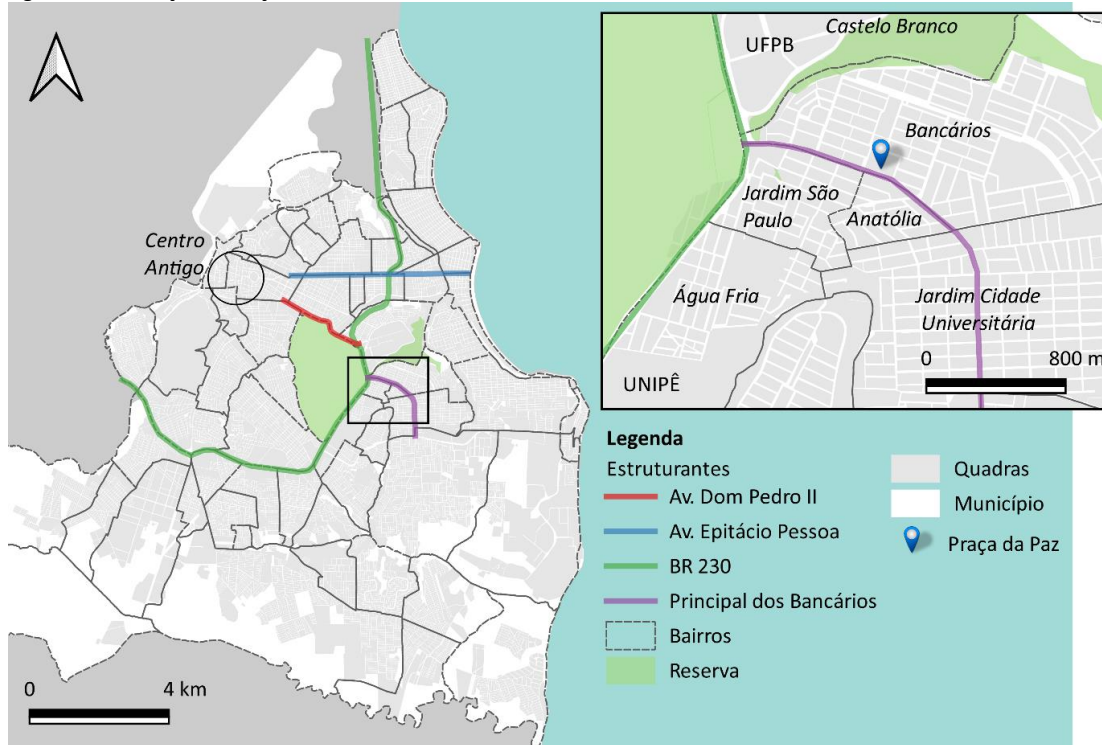 Centro
Antigo
0
4 km
UFPB
Castelo Branco
Bancários
Jardim São
Paulo
Anatólia
Água Fria
Jardim Cidade
Universitária
UNIPÊ
0
800 m
Legenda
Estruturantes
Av. Dom Pedro II
Av. Epitácio Pessoa
BR 230
Principal dos Bancários
Bairros
Reserva
Quadras
Município
Praça da Paz